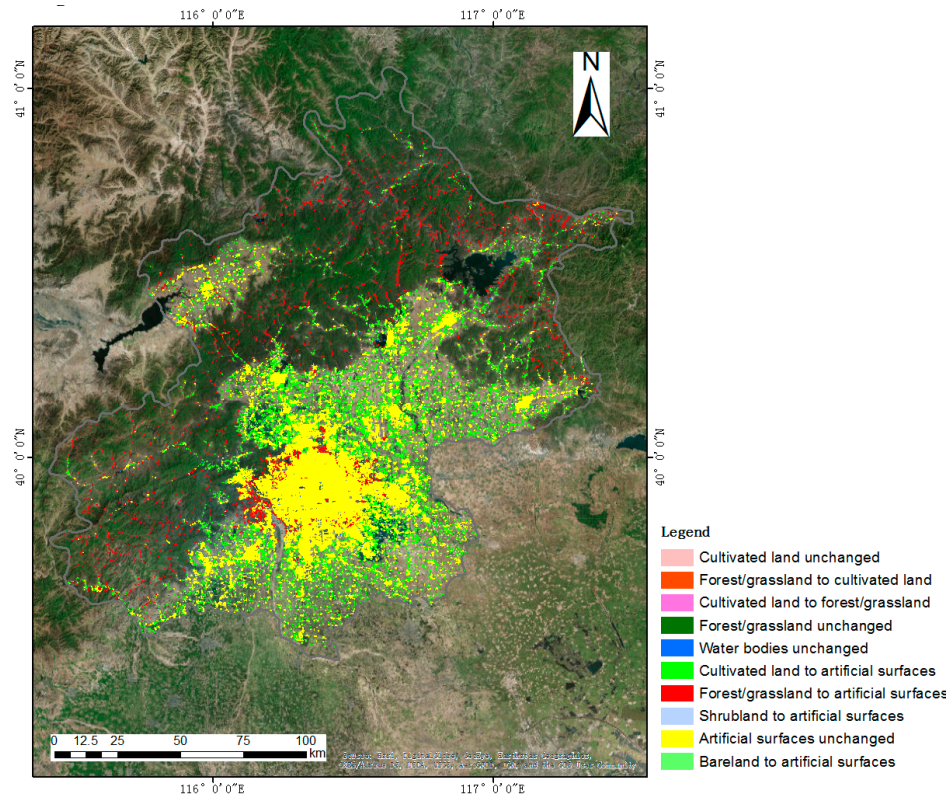 116° 0′0″E
117° 0′0″E
N
41° 0′0″N
41° 0′0″N
40° 0′0″N
40° 0′0″N
Legend
Cultivated land unchanged
Forest/grassland to cultivated land
Cultivated land to forest/grassland
Forest/grassland unchanged
Water bodies unchanged
Cultivated land to artificial surfaces
Forest/grassland to artificial surfaces
Shrubland to artificial surfaces
Artificial surfaces unchanged
Bareland to artificial surfaces
0 12.5 25 50 75 100
km
116° 0′0″E
117° 0′0″E